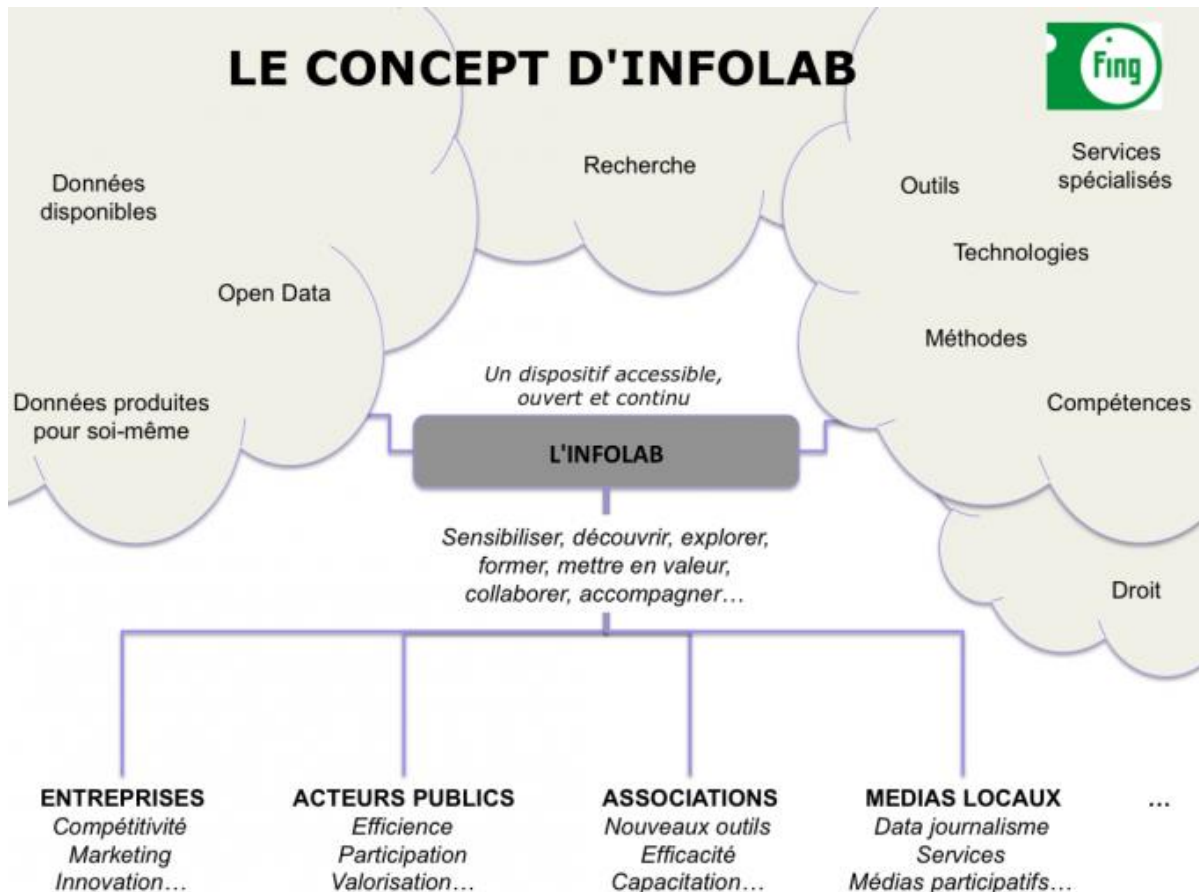 LE CONCEPT D'INFOLAB
Fing
Données
disponibles
Open Data
Données produites
pour soi-même
Recherche
Services
spécialisés
Outils
Technologies
Méthodes
Compétences
Droit
Un dispositif accessible,
ouvert et continu
L'INFOLAB
Sensibiliser, découvrir, explorer,
former, mettre en valeur,
collaborer, accompagner...
ENTREPRISES
Compétitivité
Marketing
Innovation...
ACTEURS PUBLICS
Efficience
Participation
Valorisation...
ASSOCIATIONS
Nouveaux outils
Efficacité
Capacitation...
MEDIAS LOCAUX
Data journalisme
Services
Médias participatifs...
...